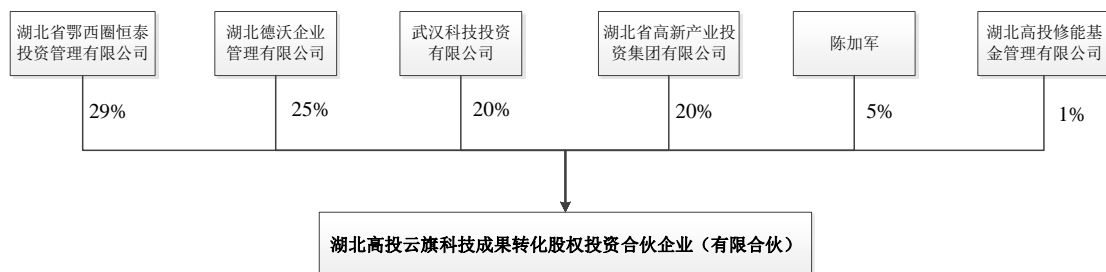 湖北省鄂西圈恒泰
投资管理有限公司
湖北德沃企业
管理有限公司
武汉科技投资
有限公司
湖北省高新产业投
资集团有限公司
陈加军
湖北高投修能基
金管理有限公司
29%
25%
20%
20%
5%
1%
湖北高投云旗科技成果转化股权投资合伙企业（有限合伙）